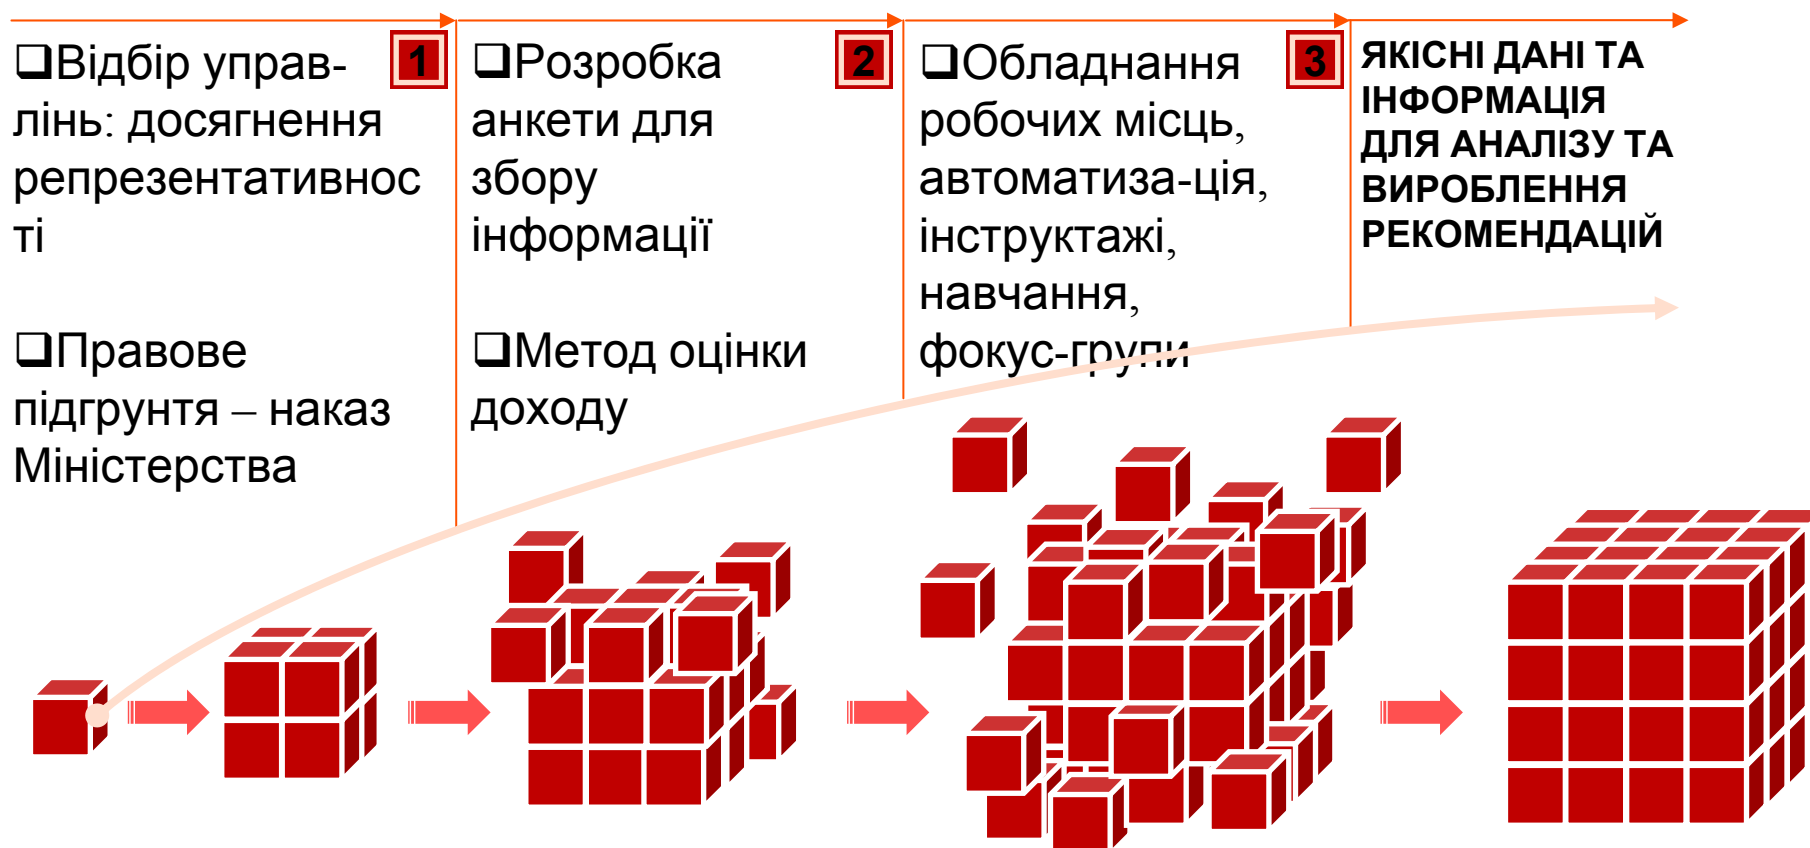 ❑Відбір управ-
лінь: досягнення
репрезентативнос
ті
❑Правове
підгрунтя – наказ
Міністерства
1
❑Розробка
анкети для
збору
інформації
❑Метод оцінки
доходу
2
❑Обладнання
робочих місць,
автоматиза-ція,
інструктажі,
навчання,
фокус-групи
3
ЯКІСНІ ДАНІ ТА
ІНФОРМАЦІЯ
ДЛЯ АНАЛІЗУ ТА
ВИРОБЛЕННЯ
РЕКОМЕНДАЦІЙ